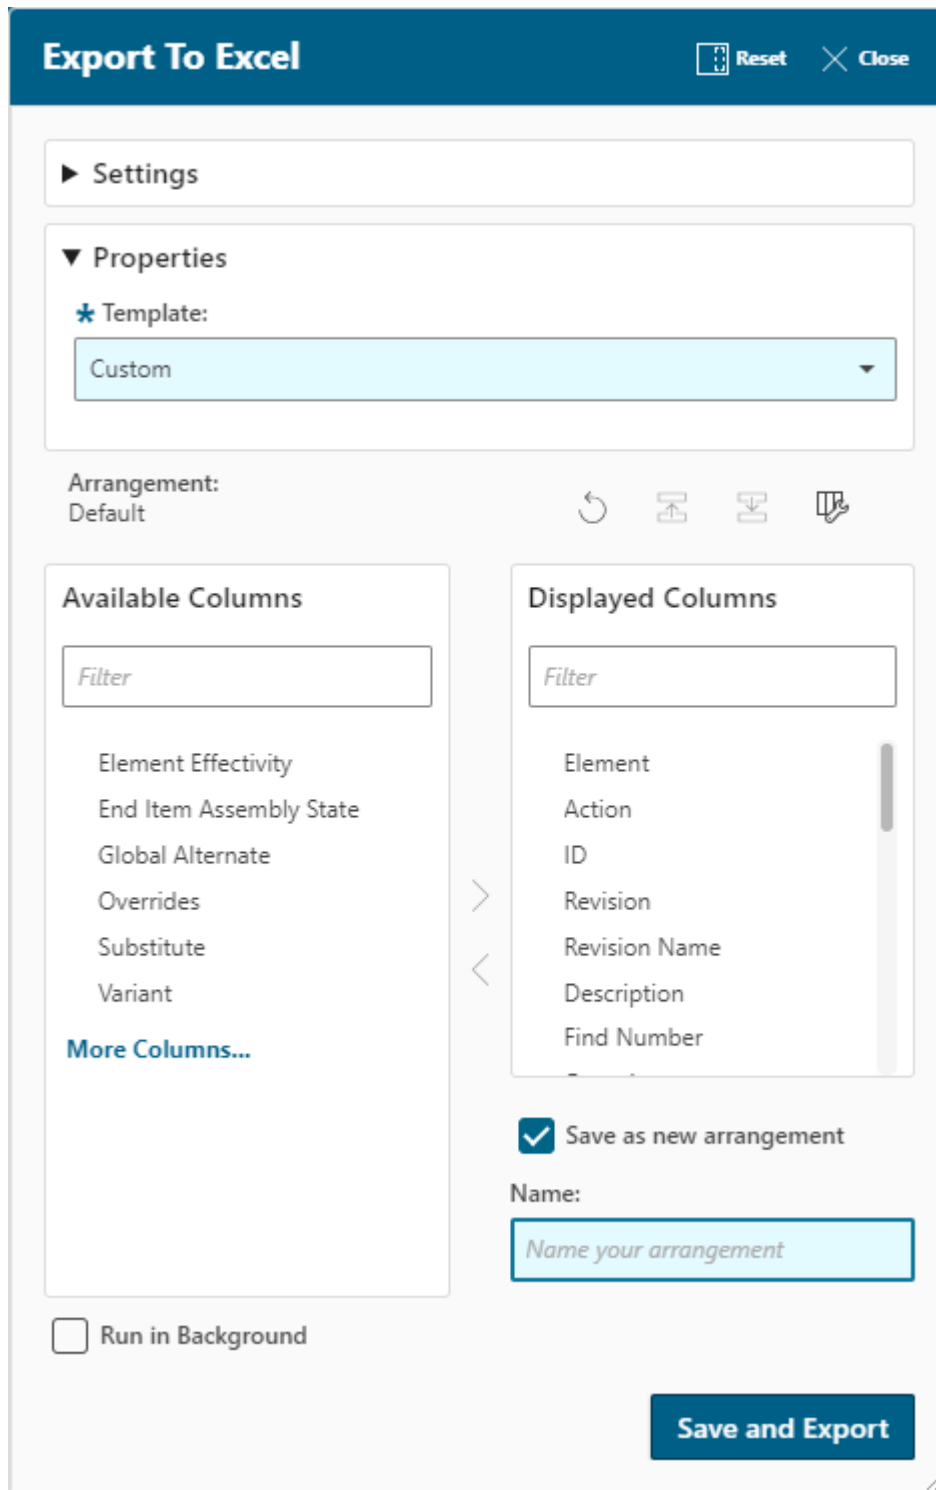 Export To Excel
Reset
Close
Settings
Properties
* Template:
Custom
Arrangement:
Default
Available Columns
Filter
Element Effectivity
End Item Assembly State
Global Alternate
Overrides
Substitute
Variant
More Columns...
Displayed Columns
Filter
Element
Action
ID
Revision
Revision Name
Description
Find Number
Save as new arrangement
Name:
Name your arrangement
Run in Background
Save and Export